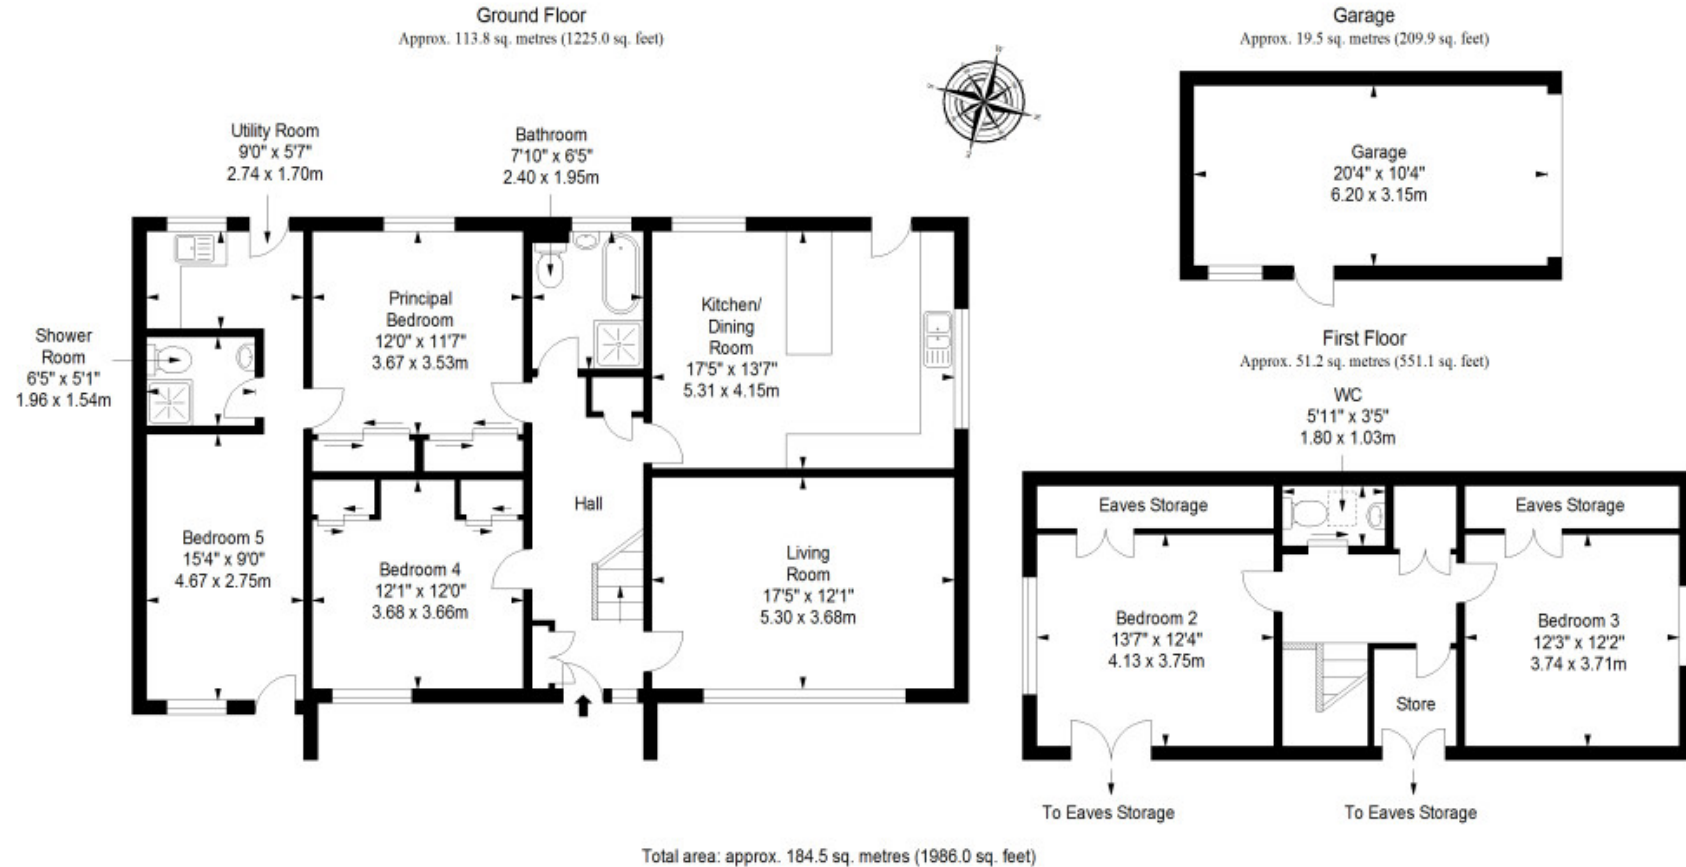 Ground Floor
Approx. 113.8 sq. metres (1225.0 sq. feet)
Garage
Approx. 19.5 sq. metres (209.9 sq. feet)
Utility Room
9'0" x 5'7"
2.74 x 1.70m
Bathroom
7'10" x 6'5"
2.40 x 1.95m
Garage
20'4" x 10'4"
6.20 x 3.15m
Shower
Room
6'5" x 5'1"
1.96 x 1.54m
Principal
Bedroom
12'0" x 11'7"
3.67 x 3.53m
Kitchen/
Dining
Room
17'5" x 13'7"
5.31 x 4.15m
First Floor
Approx. 51.2 sq. metres (551.1 sq. feet)
WC
5'11" x 3'5"
1.80 x 1.03m
Bedroom 5
15'4" x 9'0"
4.67 x 2.75m
Bedroom 4
12'1" x 12'0"
3.68 x 3.66m
Hall
Living
Room
17'5" x 12'1"
5.30 x 3.68m
Eaves Storage
Eaves Storage
Bedroom 2
13'7" x 12'4"
4.13 x 3.75m
Bedroom 3
12'3" x 12'2"
3.74 x 3.71m
Store
To Eaves Storage
To Eaves Storage
Total area: approx. 184.5 sq. metres (1986.0 sq. feet)